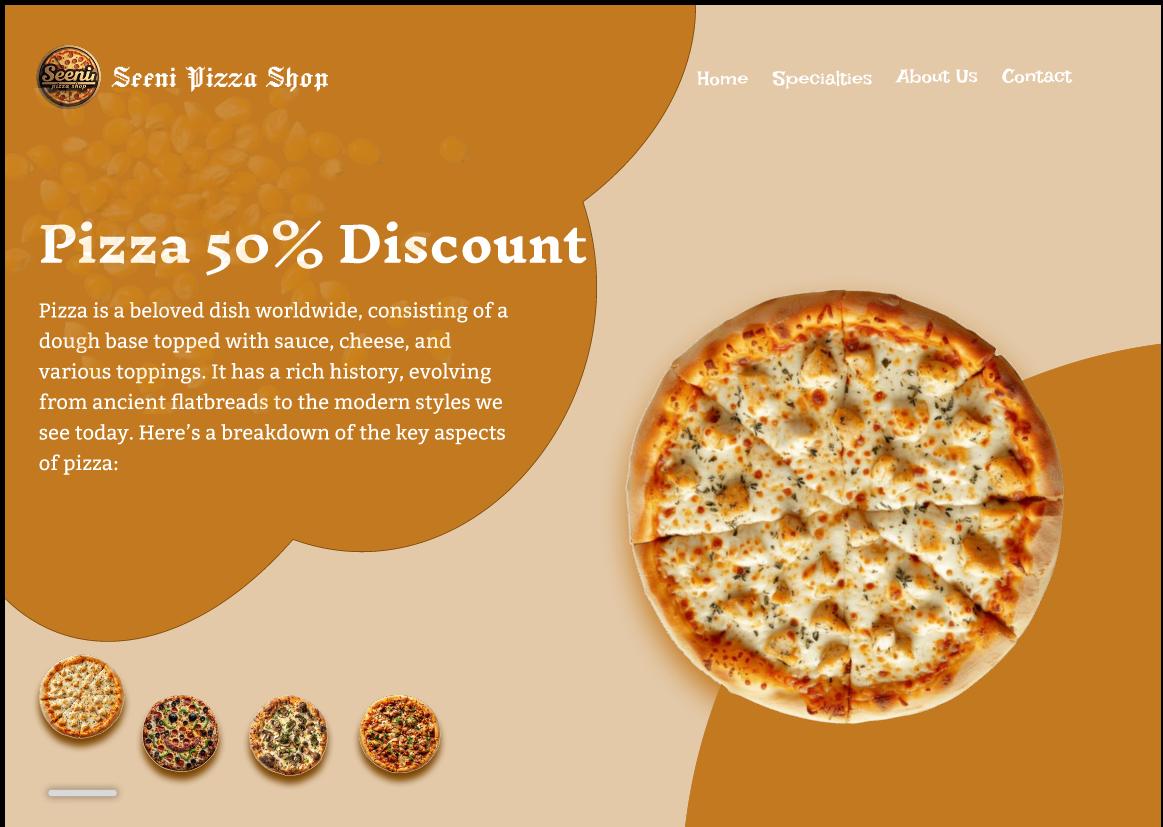 Seeni
pizza shop
Seeni Pizza Shop
Home Specialties About Us Contact
Pizza 50% Discount
Pizza is a beloved dish worldwide, consisting of a
dough base topped with sauce, cheese, and
various toppings. It has a rich history, evolving
from ancient flatbreads to the modern styles we
see today. Here’s a breakdown of the key aspects
of pizza: